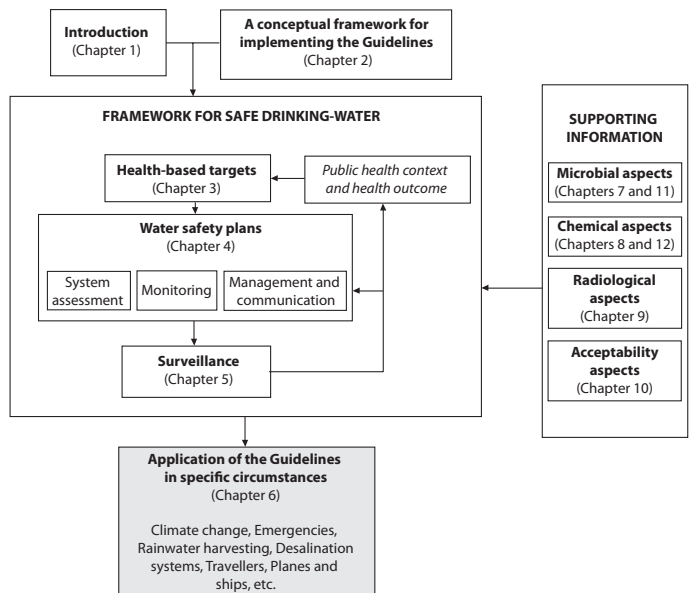 Introduction
(Chapter 1)
A conceptual framework for
implementing the Guidelines
(Chapter 2)
FRAMEWORK FOR SAFE DRINKING-WATER
Health-based targets
(Chapter 3)
Public health context
and health outcome
Water safety plans
(Chapter 4)
System
assessment
Monitoring
Management and
communication
Surveillance
(Chapter 5)
SUPPORTING
INFORMATION
Microbial aspects
(Chapters 7 and 11)
Chemical aspects
(Chapters 8 and 12)
Radiological
aspects
(Chapter 9)
Acceptability
aspects
(Chapter 10)
Application of the Guidelines
in specific circumstances
(Chapter 6)
Climate change, Emergencies,
Rainwater harvesting, Desalination
systems, Travellers, Planes and
ships, etc.